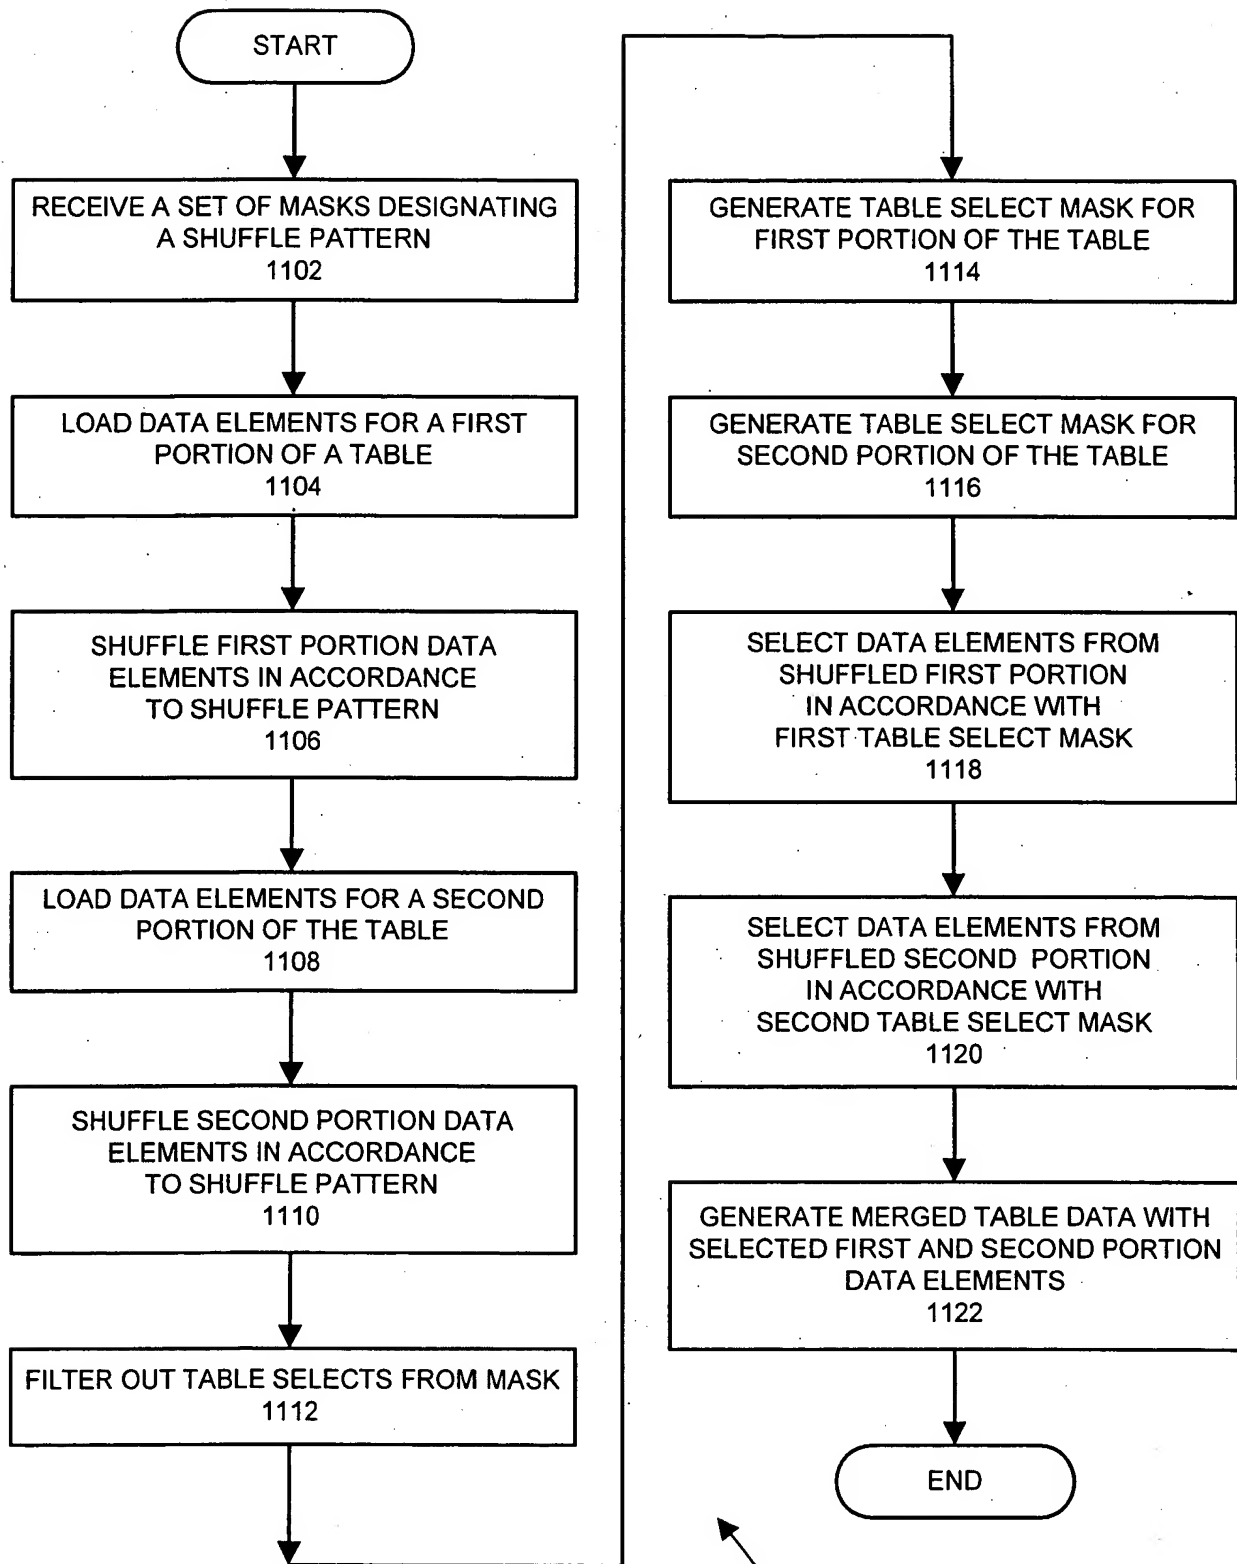 START
RECEIVE A SET OF MASKS DESIGNATING
A SHUFFLE PATTERN
1102
LOAD DATA ELEMENTS FOR A FIRST
PORTION OF A TABLE
1104
SHUFFLE FIRST PORTION DATA
ELEMENTS IN ACCORDANCE
TO SHUFFLE PATTERN
1106
LOAD DATA ELEMENTS FOR A SECOND
PORTION OF THE TABLE
1108
SHUFFLE SECOND PORTION DATA
ELEMENTS IN ACCORDANCE
TO SHUFFLE PATTERN
1110
FILTER OUT TABLE SELECTS FROM MASK
1112
GENERATE TABLE SELECT MASK FOR
FIRST PORTION OF THE TABLE
1114
GENERATE TABLE SELECT MASK FOR
SECOND PORTION OF THE TABLE
1116
SELECT DATA ELEMENTS FROM
SHUFFLED FIRST PORTION
IN ACCORDANCE WITH
FIRST TABLE SELECT MASK
1118
SELECT DATA ELEMENTS FROM
SHUFFLED SECOND PORTION
IN ACCORDANCE WITH
SECOND TABLE SELECT MASK
1120
GENERATE MERGED TABLE DATA WITH
SELECTED FIRST AND SECOND PORTION
DATA ELEMENTS
1122
END